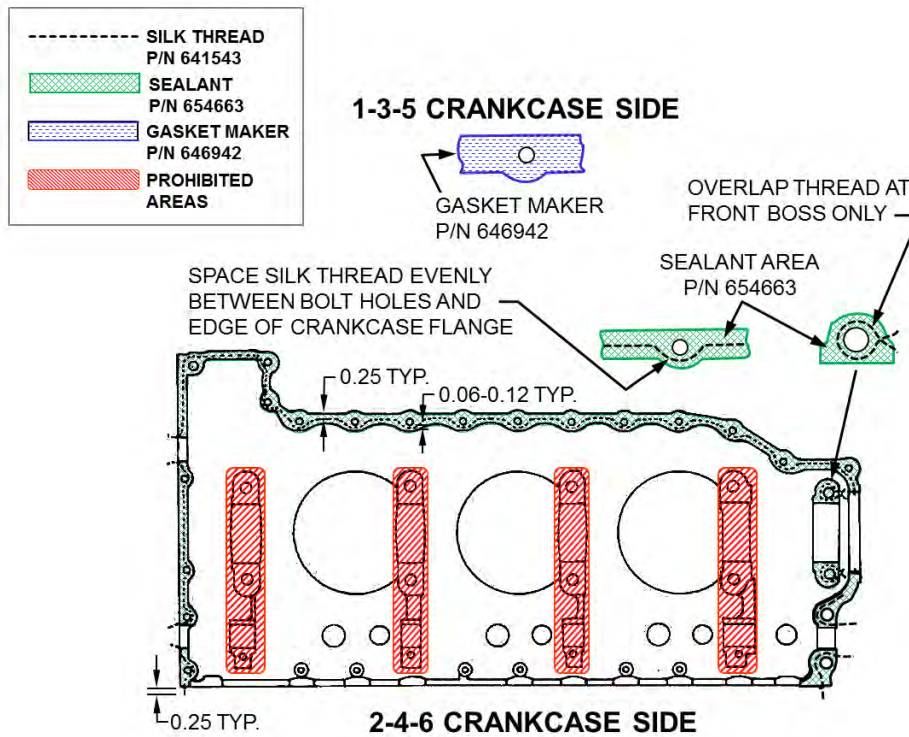 SILK THREAD
P/N 641543
SEALANT
P/N 654663
GASKET MAKER
P/N 646942
PROHIBITED
AREAS
1-3-5 CRANKCASE SIDE
GASKET MAKER
P/N 646942
OVERLAP THREAD AT
FRONT BOSS ONLY
SEALANT AREA
P/N 654663
SPACE SILK THREAD EVENLY
BETWEEN BOLT HOLES AND
EDGE OF CRANKCASE FLANGE
0.25 TYP.
0.06-0.12 TYP.
0.25 TYP.
2-4-6 CRANKCASE SIDE